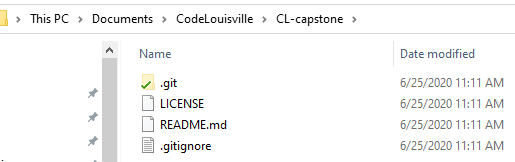 This PC > Documents > CodeLouisville > CL-capstone >
Name Date modified
.git 6/25/2020 11:11 AM
LICENSE 6/25/2020 11:11 AM
README.md 6/25/2020 11:11 AM
.gitignore 6/25/2020 11:11 AM